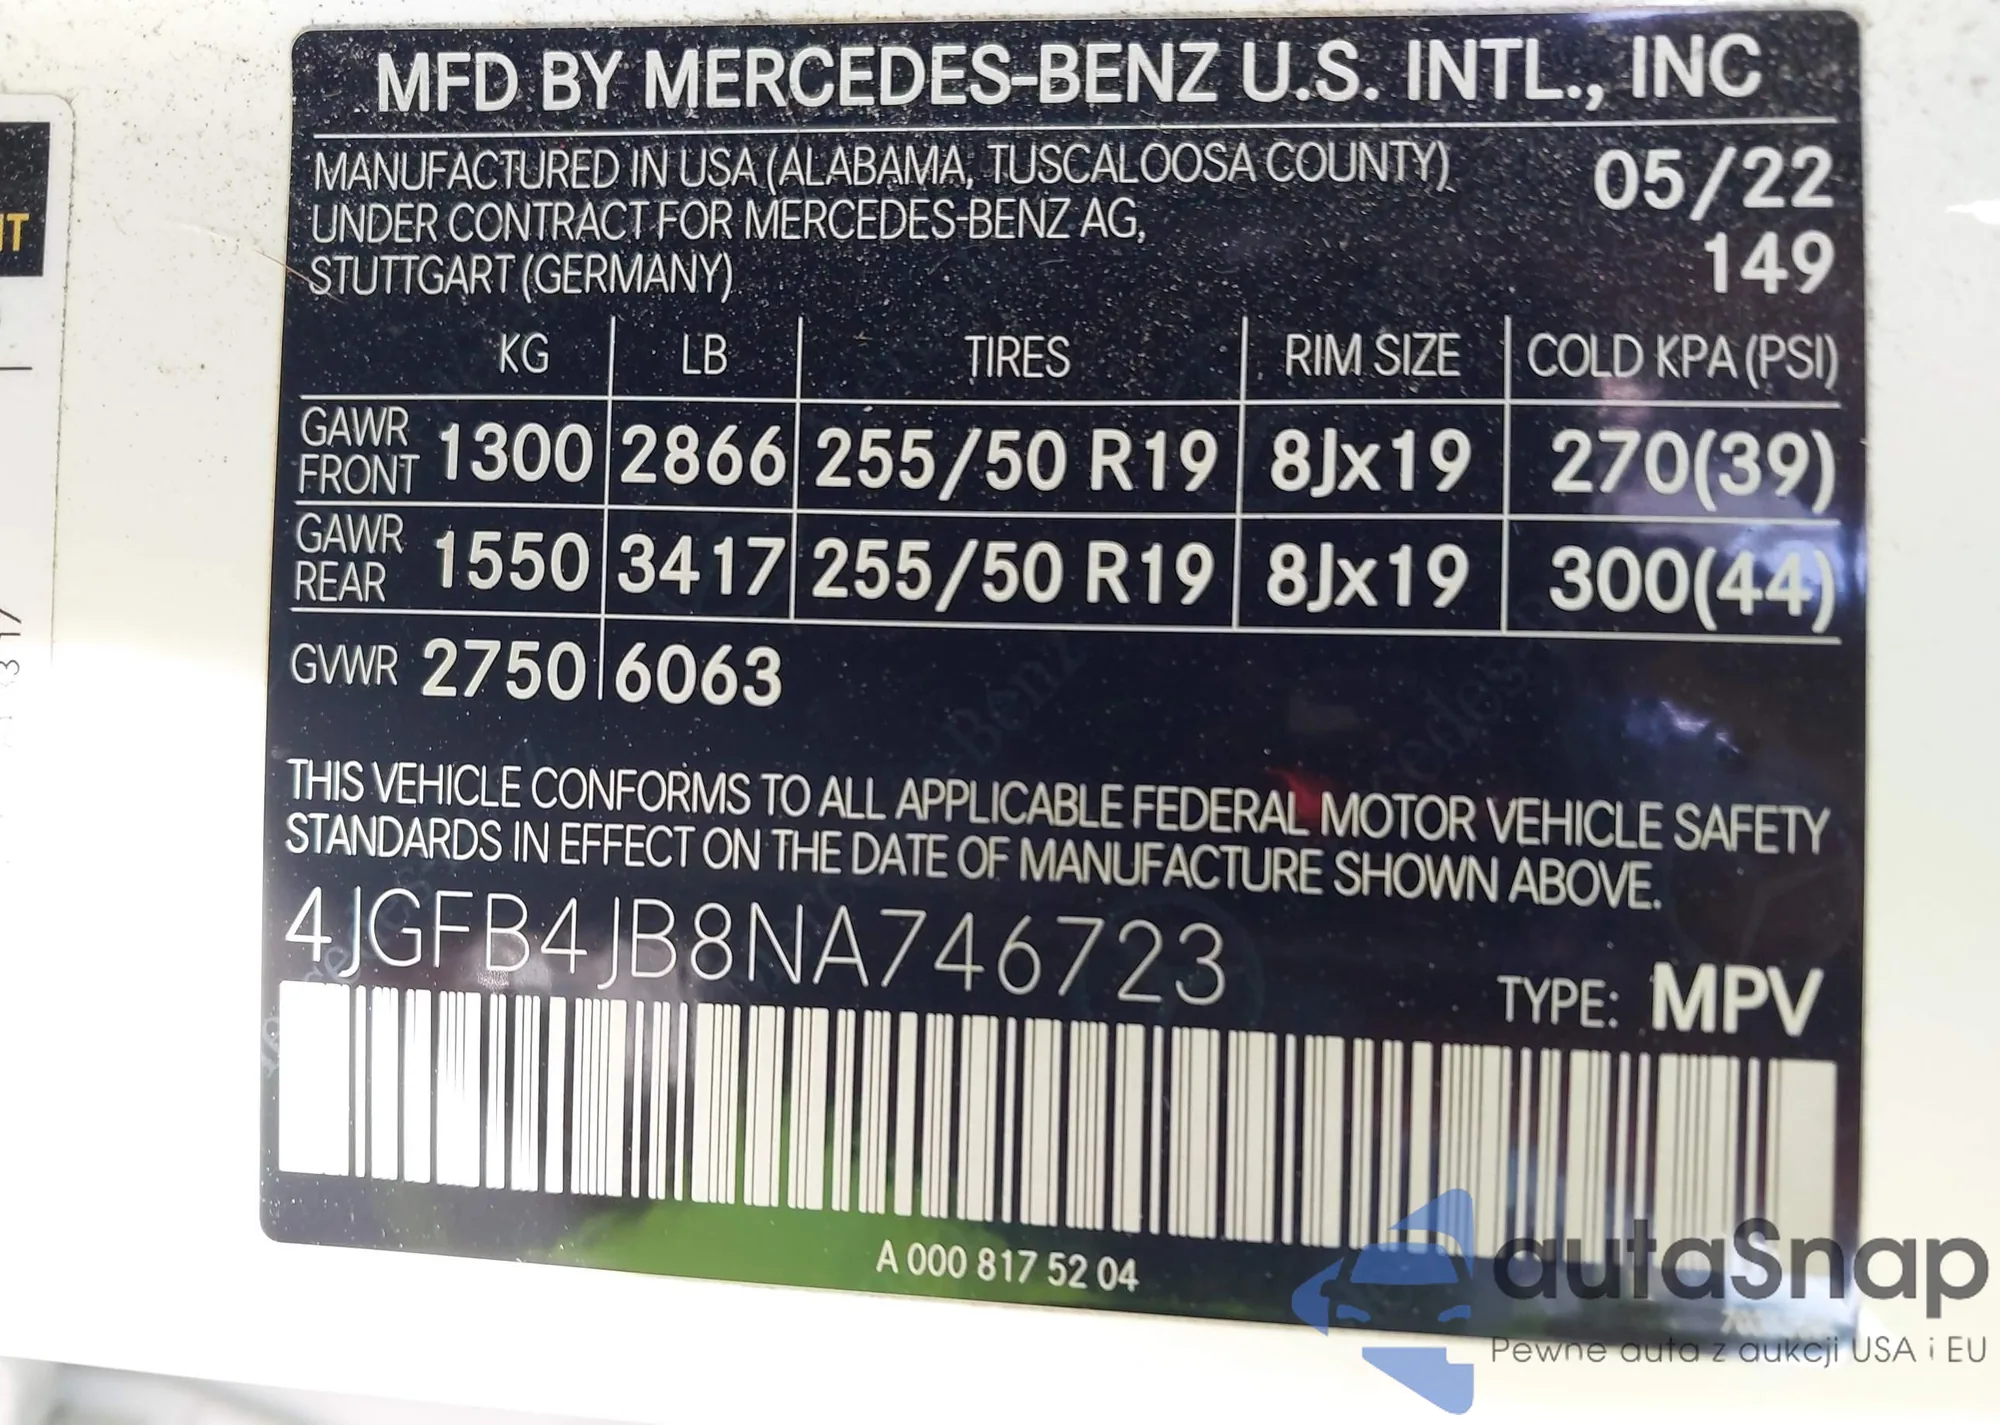 MFD BY MERCEDES-BENZ U.S. INTL., INC
MANUFACTURED IN USA (ALABAMA, TUSCALOOSA COUNTY) 05/22
UNDER CONTRACT FOR MERCEDES-BENZ AG,
149
STUTTGART (GERMANY)
KG LB TIRES RIM SIZE COLD KPA (PSI)
GAWR FRONT 1300 2866 255/50 R19 8Jx19 270(39)
GAWR REAR 1550 3417 255/50 R19 8Jx19 300(44)
GVWR 2750 6063
THIS VEHICLE CONFORMS TO ALL APPLICABLE FEDERAL MOTOR VEHICLE SAFETY
STANDARDS IN EFFECT ON THE DATE OF MANUFACTURE SHOWN ABOVE.
4JGFB4JB8NA746723
TYPE: MPV
A 000 817 52 04
autaSnap
Pewne auta z aukcji USA i EU